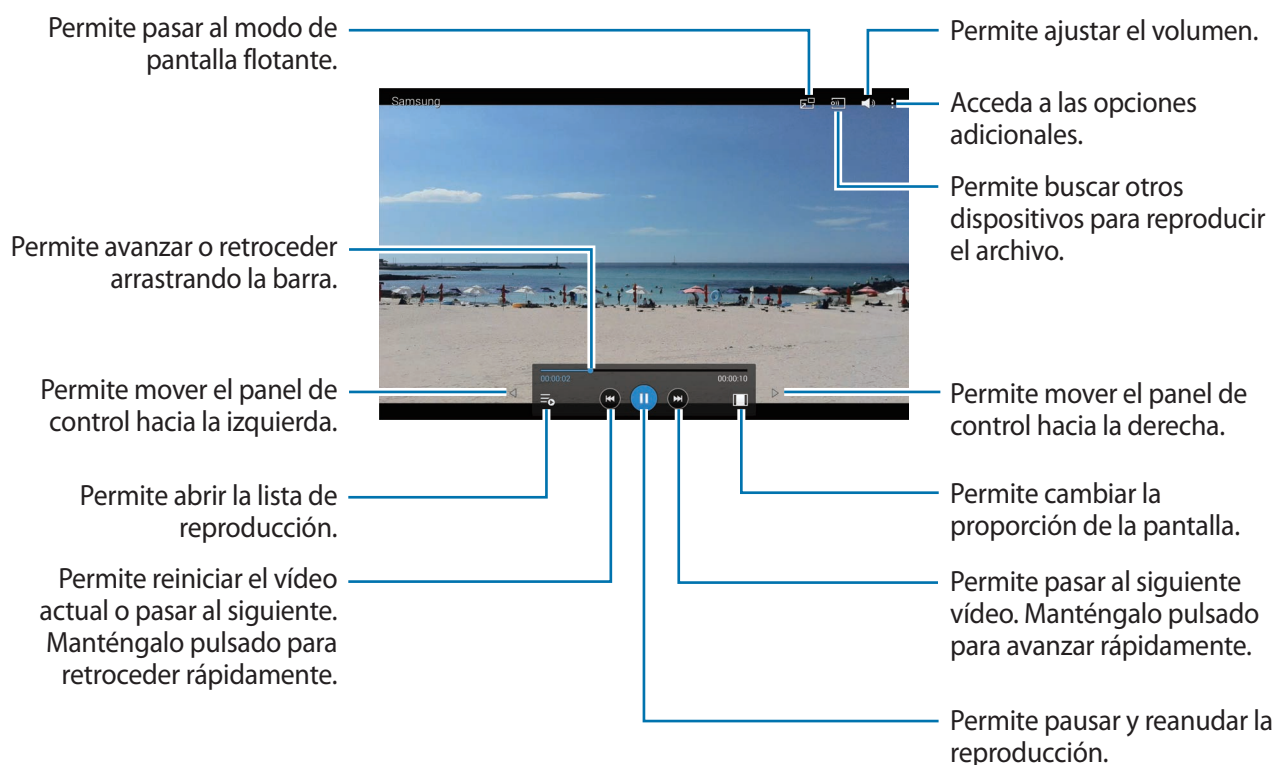 Permite pasar al modo de
pantalla flotante.
Permite ajustar el volumen.
Samsung
Acceda a las opciones
adicionales.
Permite buscar otros
dispositivos para reproducir
el archivo.
Permite avanzar o retroceder
arrastrando la barra.
00:00:02
00:00:10
Permite mover el panel de
control hacia la izquierda.
Permite mover el panel de
control hacia la derecha.
Permite abrir la lista de
reproducción.
Permite cambiar la
proporción de la pantalla.
Permite reiniciar el vídeo
actual o pasar al siguiente.
Manténgalo pulsado para
retroceder rápidamente.
Permite pasar al siguiente
vídeo. Manténgalo pulsado
para avanzar rápidamente.
Permite pausar y reanudar la
reproducción.